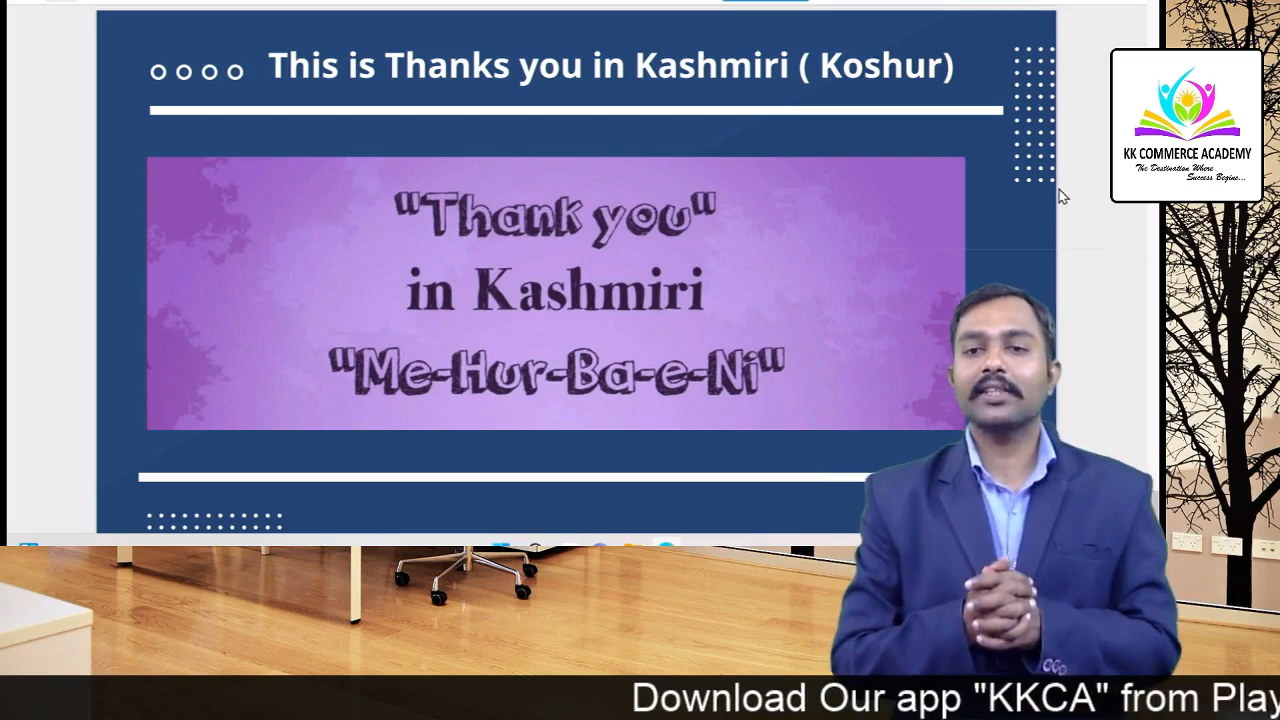 This is Thanks you in Kashmiri ( Koshur)
"Thank you"
in Kashmiri
"Me-Hur-Ba-e-Ni"
KK COMMERCE ACADEMY
The Destination Where
Success Begins...
Download Our app "KKCA" from Play